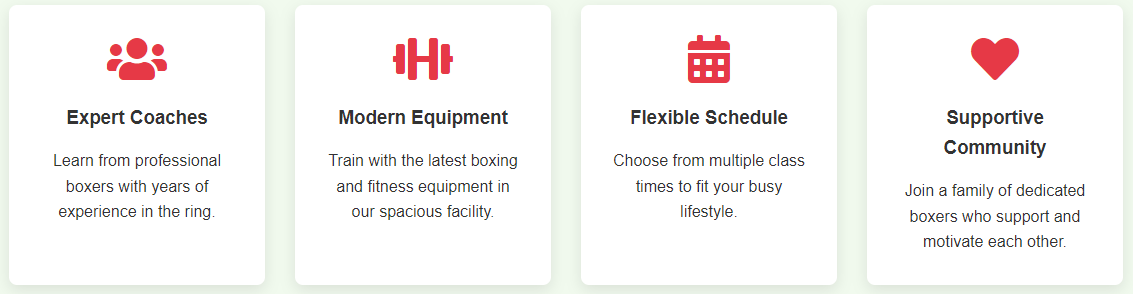 Expert Coaches
Learn from professional
boxers with years of
experience in the ring.
Modern Equipment
Train with the latest boxing
and fitness equipment in
our spacious facility.
Flexible Schedule
Choose from multiple class
times to fit your busy
lifestyle.
Supportive
Community
Join a family of dedicated
boxers who support and
motivate each other.